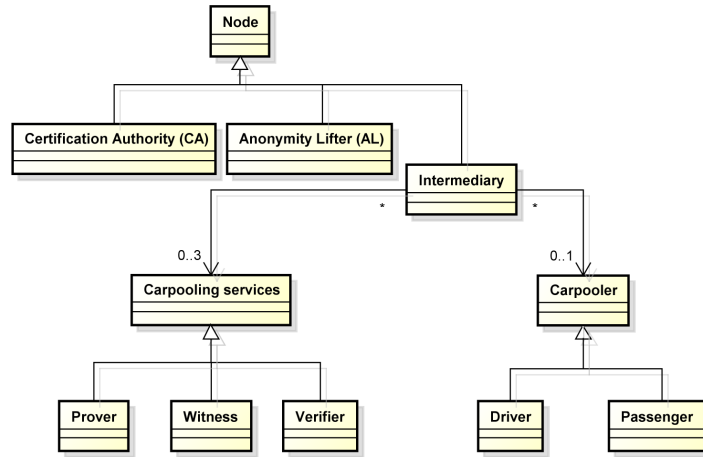 Node
Certification Authority (CA)
Anonymity Lifter (AL)
Intermediary
*
*
0..3
0..1
Carpooling services
Carpooler
Prover
Witness
Verifier
Driver
Passenger